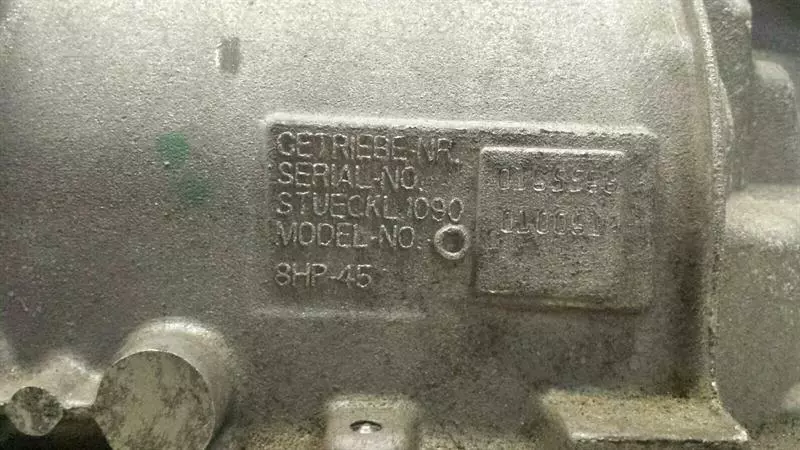 GETRIEBE-NR.
SERIAL-NO.
STUECKL.1090
MODEL-NO.
8HP-45